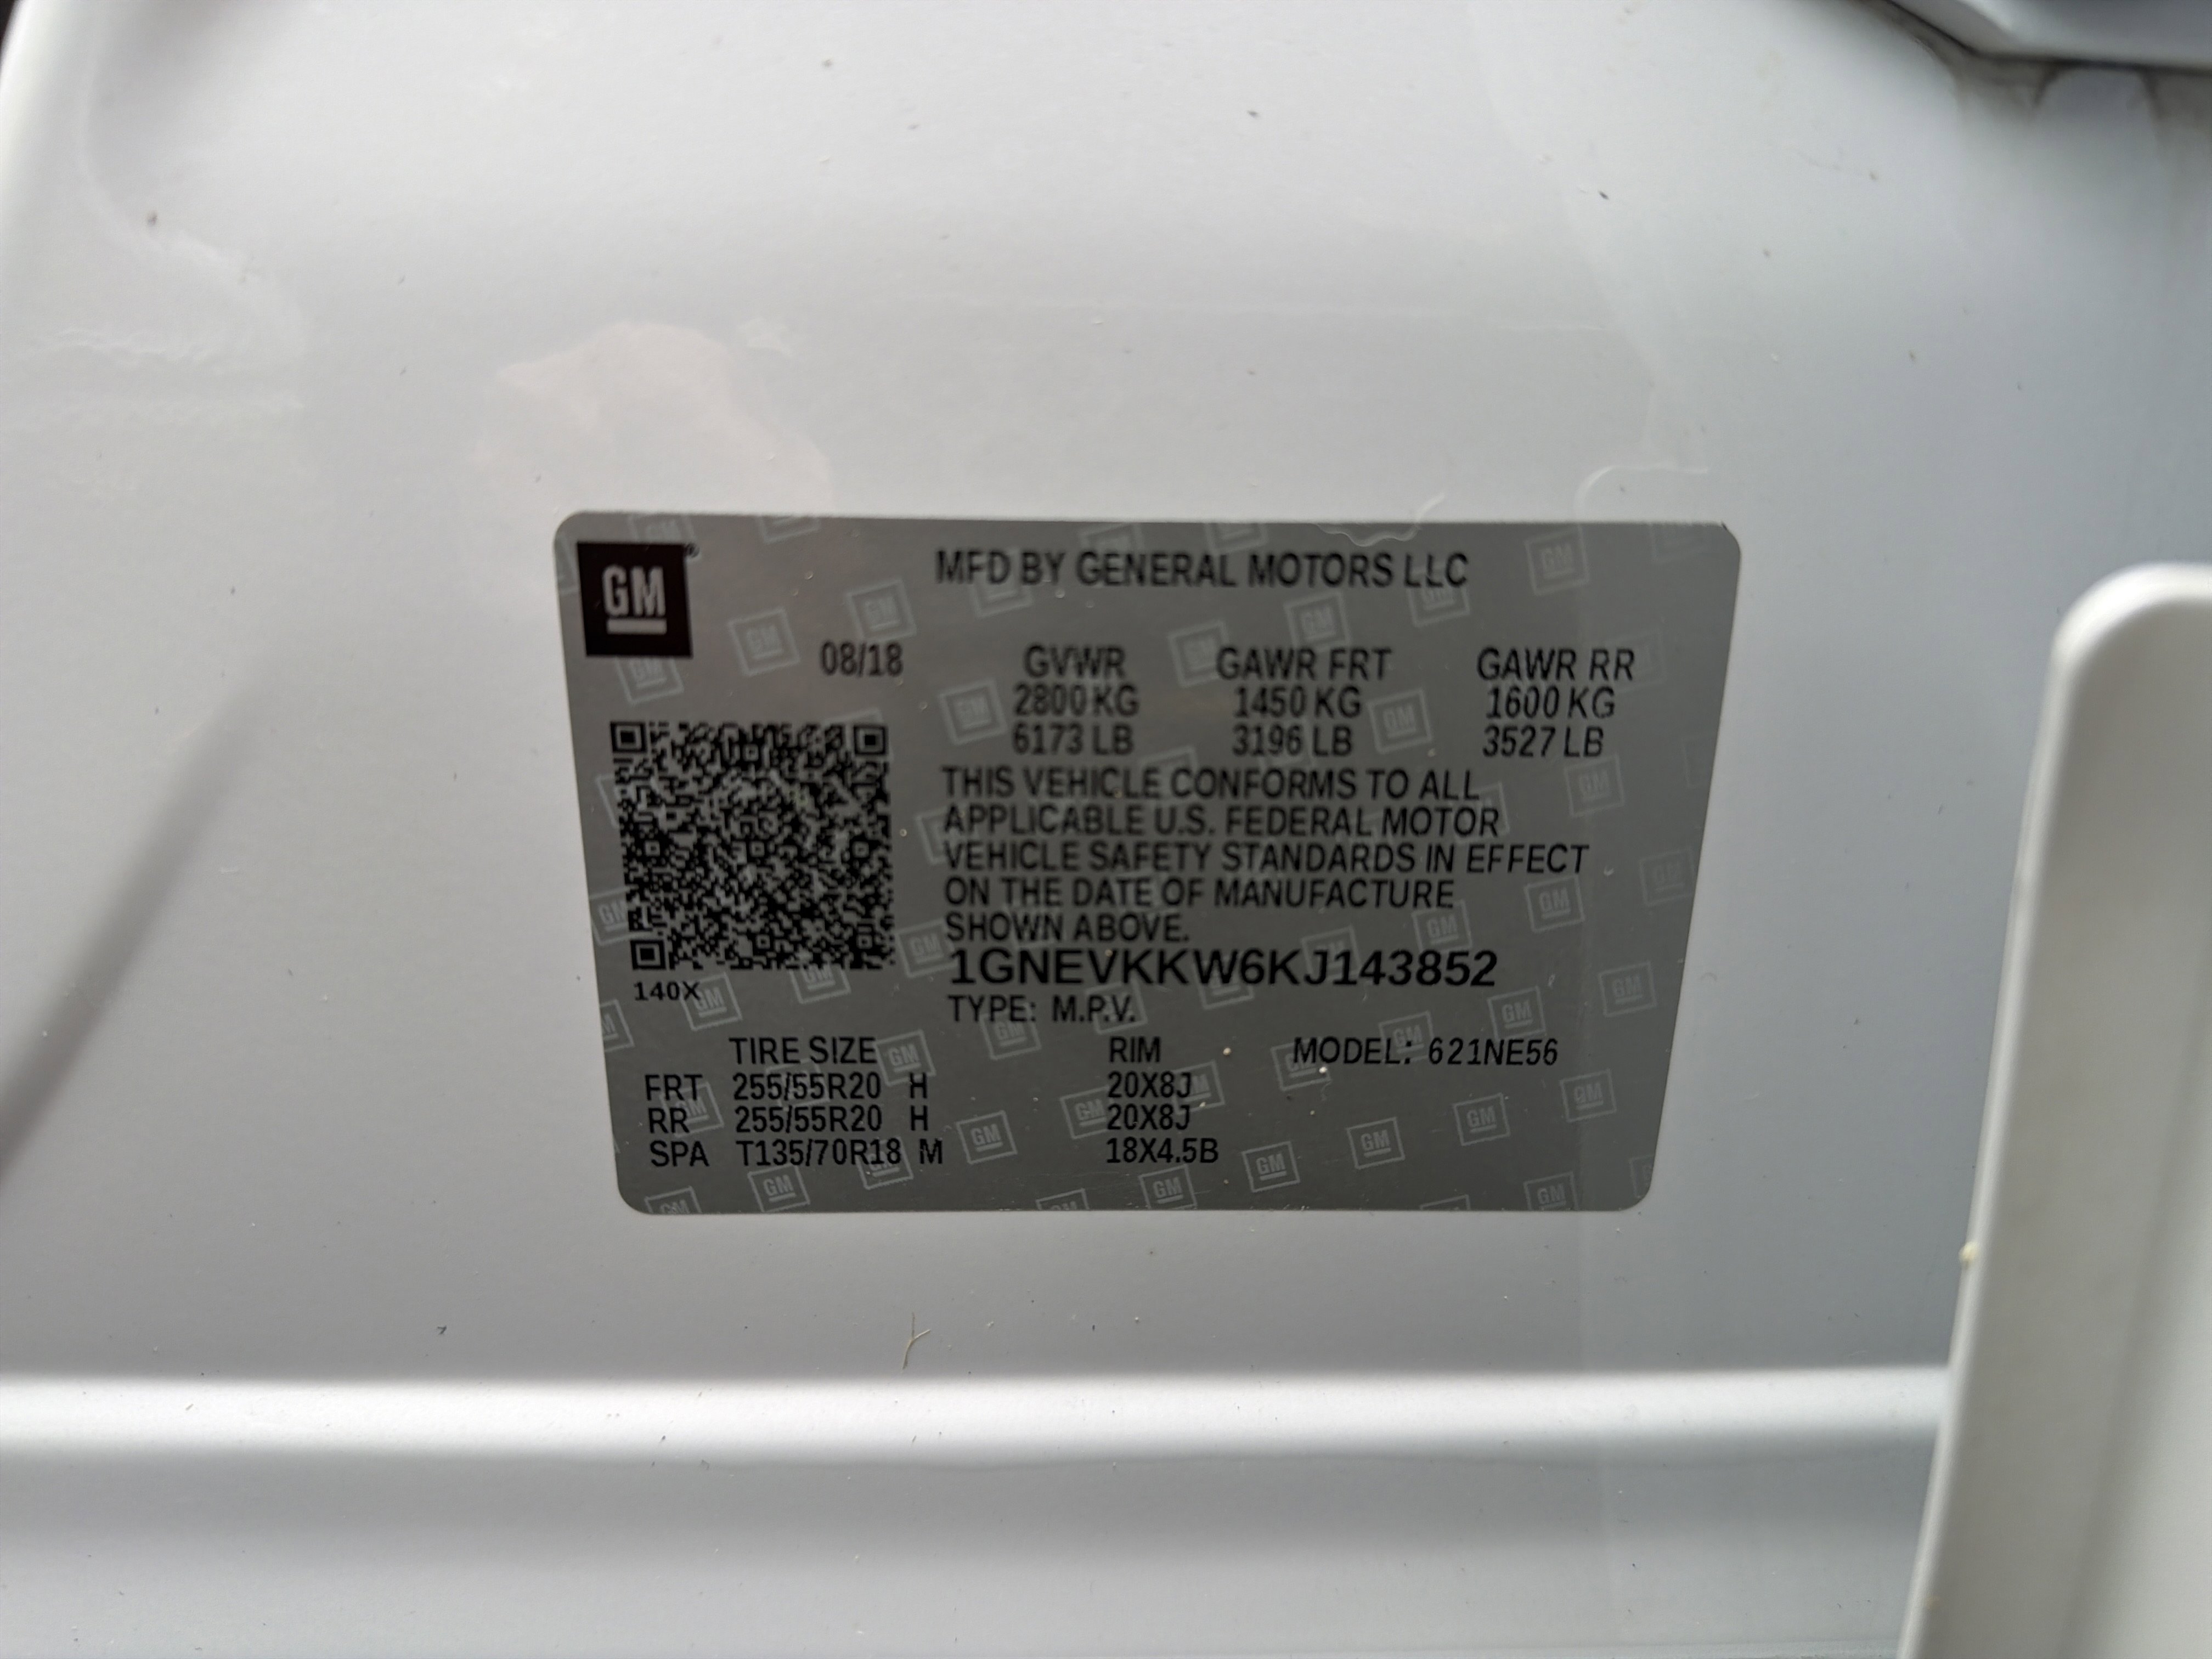 GM
MFD BY GENERAL MOTORS LLC
08/18 GVWR GAWR FRT GAWR RR
2800 KG 1450 KG 1600 KG
6173 LB 3196 LB 3527 LB
THIS VEHICLE CONFORMS TO ALL
APPLICABLE U.S. FEDERAL MOTOR
VEHICLE SAFETY STANDARDS IN EFFECT
ON THE DATE OF MANUFACTURE
SHOWN ABOVE.
1GNEVKKW6KJ143852
140X
TYPE: M.P.V.
TIRE SIZE RIM MODEL: 621NE56
FRT 255/55R20 H 20X8J
RR 255/55R20 H 20X8J
SPA T135/70R18 M 18X4.5B